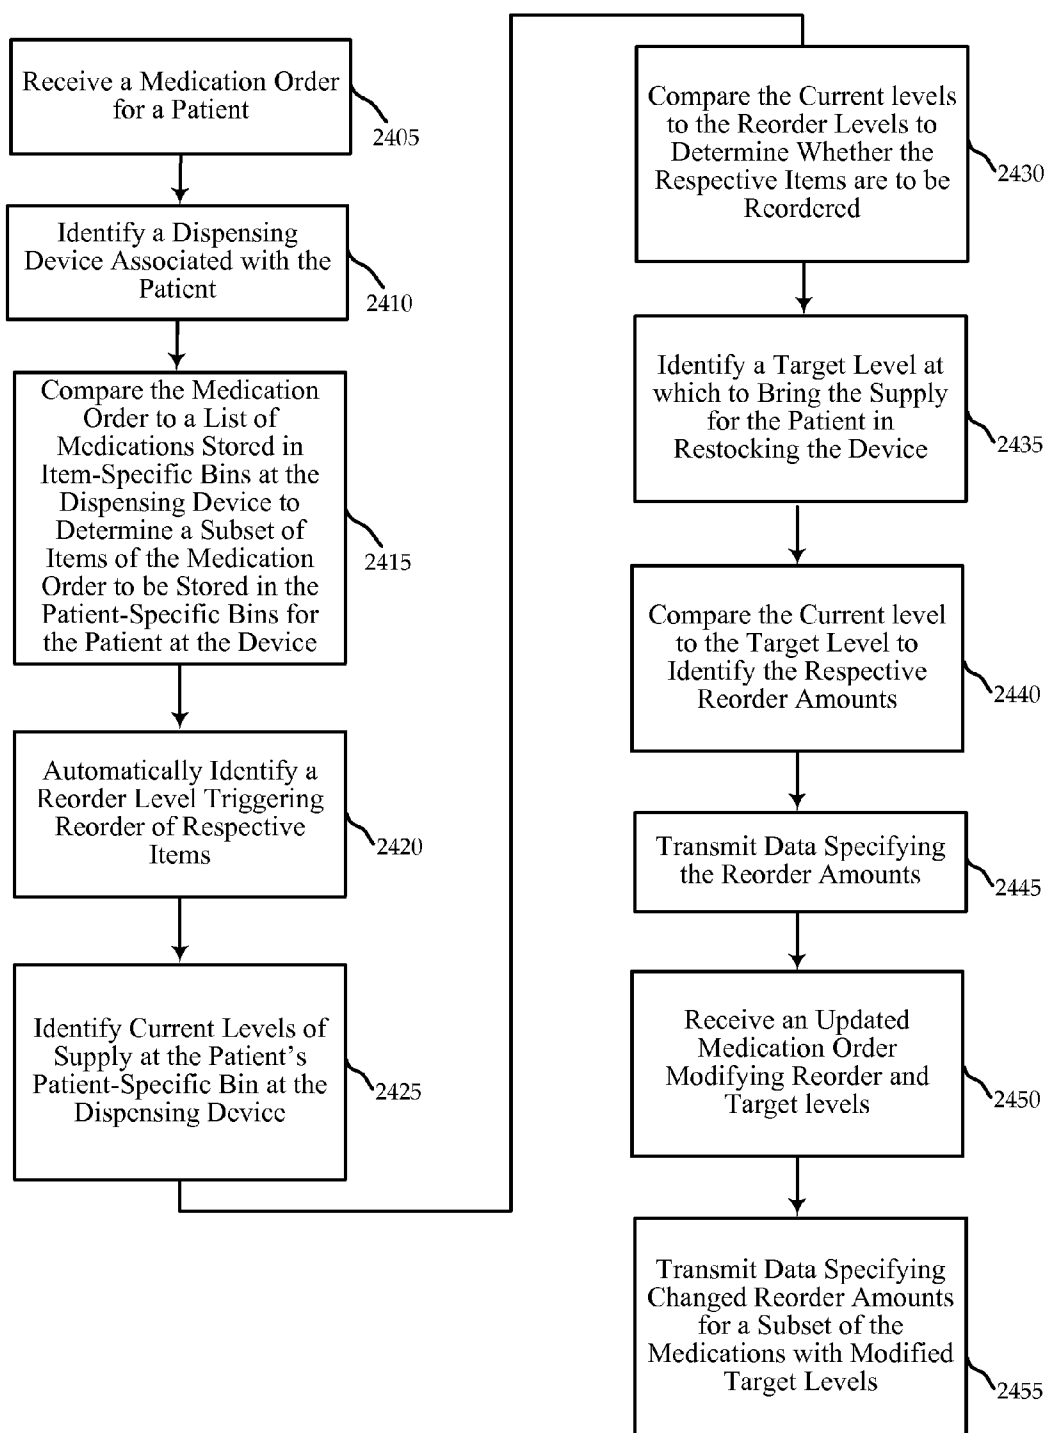 Receive a Medication Order
for a Patient
2405
Identify a Dispensing
Device Associated with the
Patient
2410
Compare the Medication
Order to a List of
Medications Stored in
Item-Specific Bins at the
Dispensing Device to
Determine a Subset of
Items of the Medication
Order to be Stored in the
Patient-Specific Bins for
the Patient at the Device
2415
Automatically Identify a
Reorder Level Triggering
Reorder of Respective
Items
2420
Identify Current Levels of
Supply at the Patient's
Patient-Specific Bin at the
Dispensing Device
2425
Compare the Current levels
to the Reorder Levels to
Determine Whether the
Respective Items are to be
Reordered
2430
Identify a Target Level at
which to Bring the Supply
for the Patient in
Restocking the Device
2435
Compare the Current level
to the Target Level to
Identify the Respective
Reorder Amounts
2440
Transmit Data Specifying
the Reorder Amounts
2445
Receive an Updated
Medication Order
Modifying Reorder and
Target levels
2450
Transmit Data Specifying
Changed Reorder Amounts
for a Subset of the
Medications with Modified
Target Levels
2455